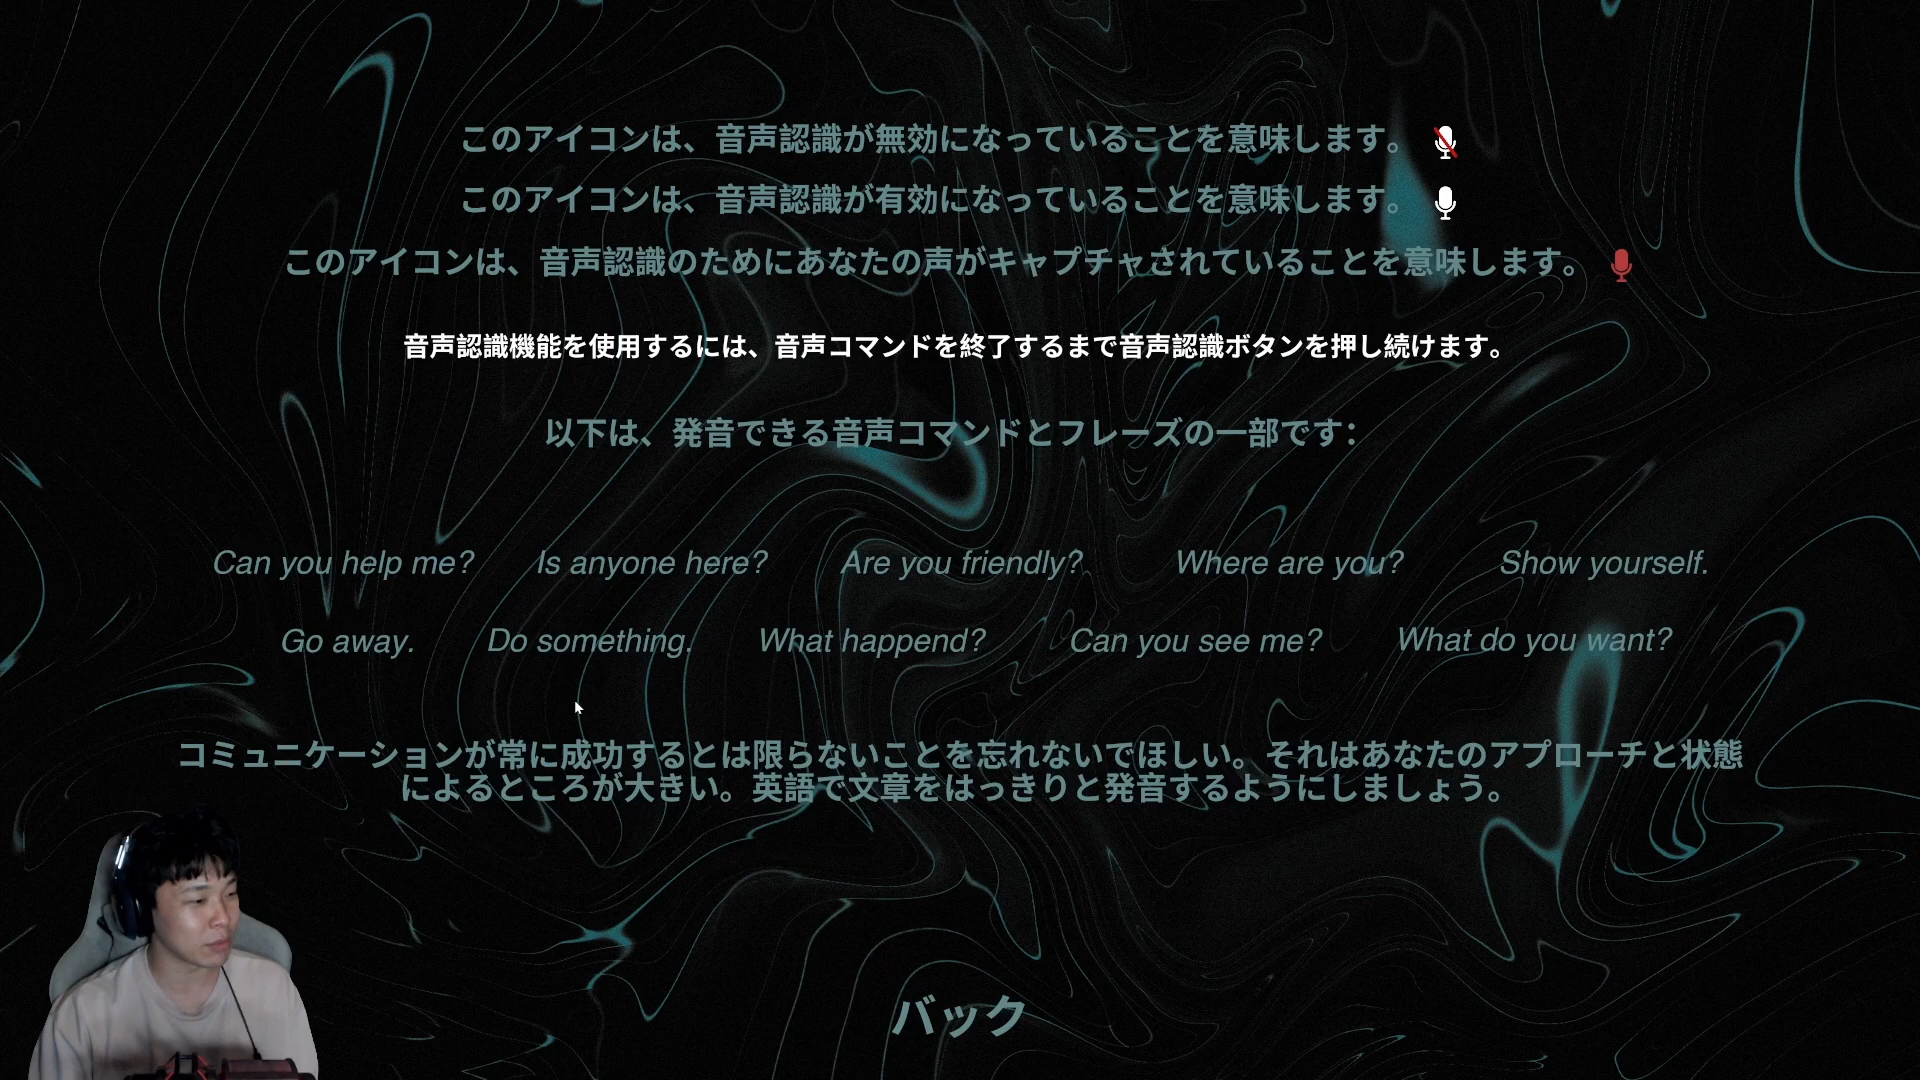 このアイコンは、音声認識が無効になっていることを意味します。
このアイコンは、音声認識が有効になっていることを意味します。
このアイコンは、音声認識のためにあなたの声がキャプチャされていることを意味します。
音声認識機能を使用するには、音声コマンドを終了するまで音声認識ボタンを押し続けます。
以下は、発音できる音声コマンドとフレーズの一部です：
Can you help me? Is anyone here? Are you friendly? Where are you? Show yourself.
Go away. Do something. What happend? Can you see me? What do you want?
コミュニケーションが常に成功するとは限らないことを忘れないでほしい。それはあなたのアプローチと状態
によるところが大きい。英語で文章をはっきりと発音するようにしましょう。
バック